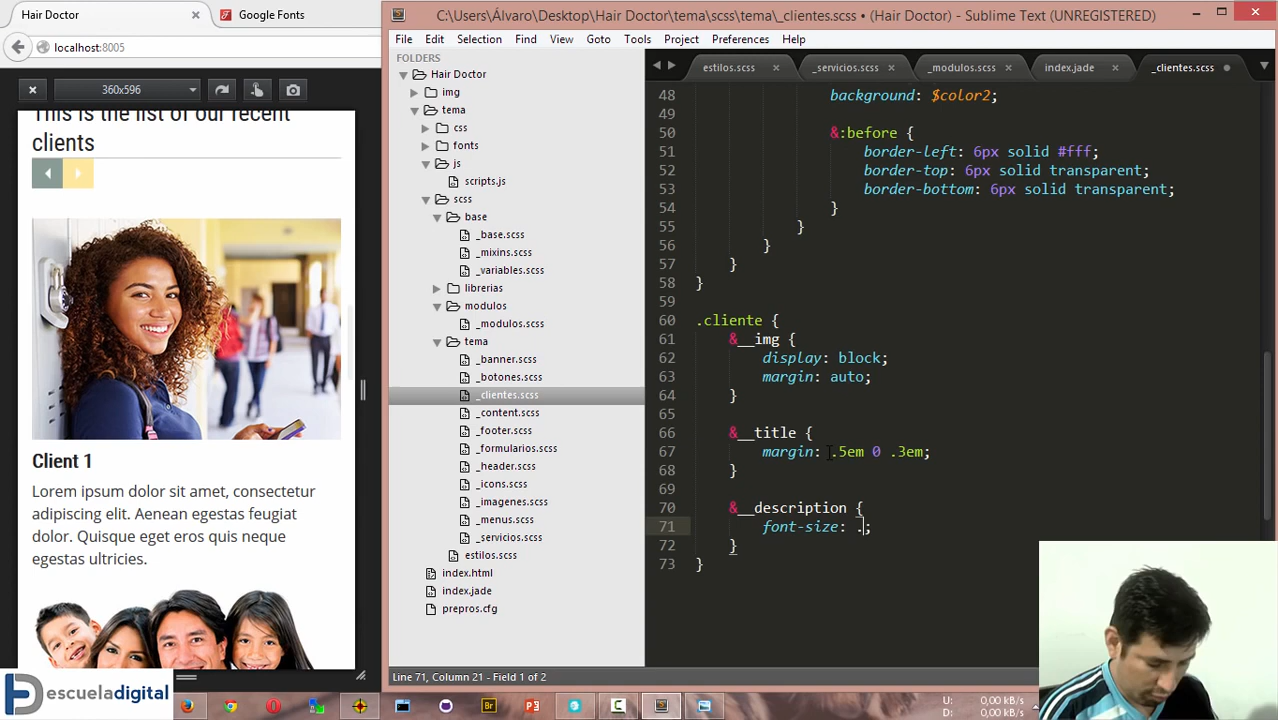 Hair Doctor
Google Fonts
localhost:8005
360x596
This is the list of our recent
clients
Client 1
Lorem ipsum dolor sit amet, consectetur
adipiscing elit. Aenean egestas feugiat
dolor. Quisque eget eros quis neque
egestas ultricies.
escueladigital
C:\Users\Álvaro\Desktop\Hair Doctor\tema\scss\tema\_clientes.scss • (Hair Doctor) - Sublime Text (UNREGISTERED)
File Edit Selection Find View Goto Tools Project Preferences Help
FOLDERS
Hair Doctor
img
tema
css
fonts
js
scripts.js
scss
base
_base.scss
_mixins.scss
_variables.scss
librerias
modulos
_modulos.scss
tema
_banner.scss
_botones.scss
_clientes.scss
_content.scss
_footer.scss
_formularios.scss
_header.scss
_icons.scss
_imagenes.scss
_menus.scss
_servicios.scss
estilos.scss
index.html
index.jade
prepros.cfg
estilos.scss _servicios.scss _modulos.scss index.jade _clientes.scss
48 background: $color2;
49
50 &:before {
51 border-left: 6px solid #fff;
52 border-top: 6px solid transparent;
53 border-bottom: 6px solid transparent;
54 }
55 }
56 }
57 }
58 }
59
60 .cliente {
61 &__img {
62 display: block;
63 margin: auto;
64 }
65
66 &__title {
67 margin: .5em 0 .3em;
68 }
69
70 &__description {
71 font-size: .;
72 }
73 }
Line 71, Column 21 - Field 1 of 2
Br
U: 0,00 kB/s
D: 0,00 kB/s